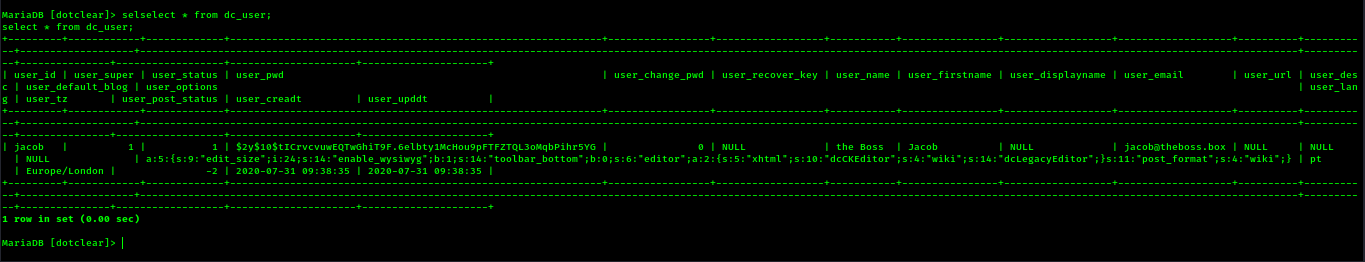 MariaDB [dotclear]> selselect * from dc_user;
select * from dc_user;
+---------+------------+-------------+--------------------------------------------------------------+-----------------+------------------+-----------+----------------+------------------+-------------------+----------+---------
--+-------------------+-------------------------------------------------------------------------------------------------------------------------------------------------------------------------------------------------+---------
--+---------------+------------------+---------------------+---------------------+
| user_id | user_super | user_status | user_pwd | user_change_pwd | user_recover_key | user_name | user_firstname | user_displayname | user_email | user_url | user_des
c | user_default_blog | user_options | user_lan
g | user_tz | user_post_status | user_creadt | user_upddt |
+---------+------------+-------------+--------------------------------------------------------------+-----------------+------------------+-----------+----------------+------------------+-------------------+----------+---------
--+-------------------+-------------------------------------------------------------------------------------------------------------------------------------------------------------------------------------------------+---------
--+---------------+------------------+---------------------+---------------------+
| jacob | 1 | 1 | $2y$10$tICrvcvuwEQTwGhiT9F.6elbty1McHou9pFTFZTQL3oMqbPihr5YG | 0 | NULL | the Boss | Jacob | NULL | jacob@theboss.box | NULL | NULL
| NULL | a:5:{s:9:"edit_size";i:24;s:14:"enable_wysiwyg";b:1;s:14:"toolbar_bottom";b:0;s:6:"editor";a:2:{s:5:"xhtml";s:10:"dcCKEditor";s:4:"wiki";s:14:"dcLegacyEditor";}s:11:"post_format";s:4:"wiki";} | pt
| Europe/London | -2 | 2020-07-31 09:38:35 | 2020-07-31 09:38:35 |
+---------+------------+-------------+--------------------------------------------------------------+-----------------+------------------+-----------+----------------+------------------+-------------------+----------+---------
--+-------------------+-------------------------------------------------------------------------------------------------------------------------------------------------------------------------------------------------+---------
--+---------------+------------------+---------------------+---------------------+
1 row in set (0.00 sec)
MariaDB [dotclear]>